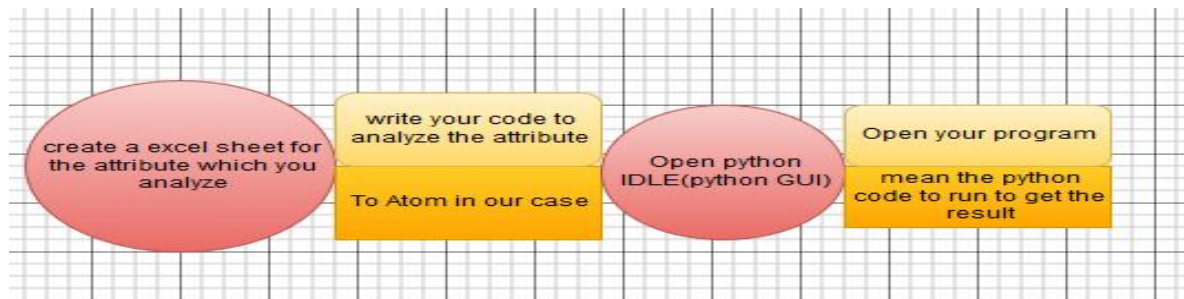 create a excel sheet for
the attribute which you
analyze
write your code to
analyze the attribute
To Atom in our case
Open python
IDLE(python GUI)
Open your program
mean the python
code to run to get the
result